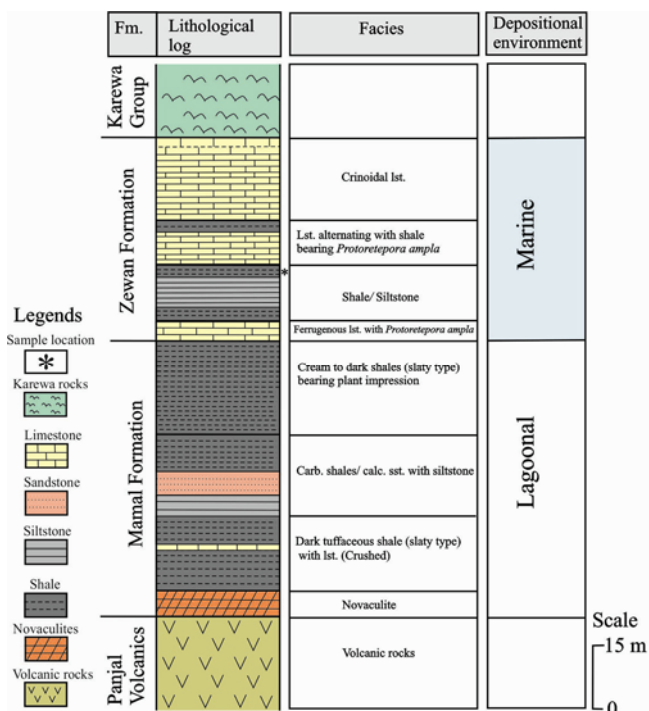 Fm.
Lithological
log
Facies
Depositional
environment
Karewa
Group
Zewan Formation
Crinoidal lst.
Lst. alternating with shale
bearing Protoretepora ampla
*
Shale/ Siltstone
Ferrugenous lst. with Protoretepora ampla
Marine
Mamal Formation
Cream to dark shales (slaty type)
bearing plant impression
Carb. shales/ calc. sst. with siltstone
Dark tuffaceous shale (slaty type)
with lst. (Crushed)
Novaculite
Lagoonal
Panjal
Volcanics
Volcanic rocks
Legends
Sample location
*
Karewa rocks
Limestone
Sandstone
Siltstone
Shale
Novaculites
Volcanic rocks
Scale
15 m
0